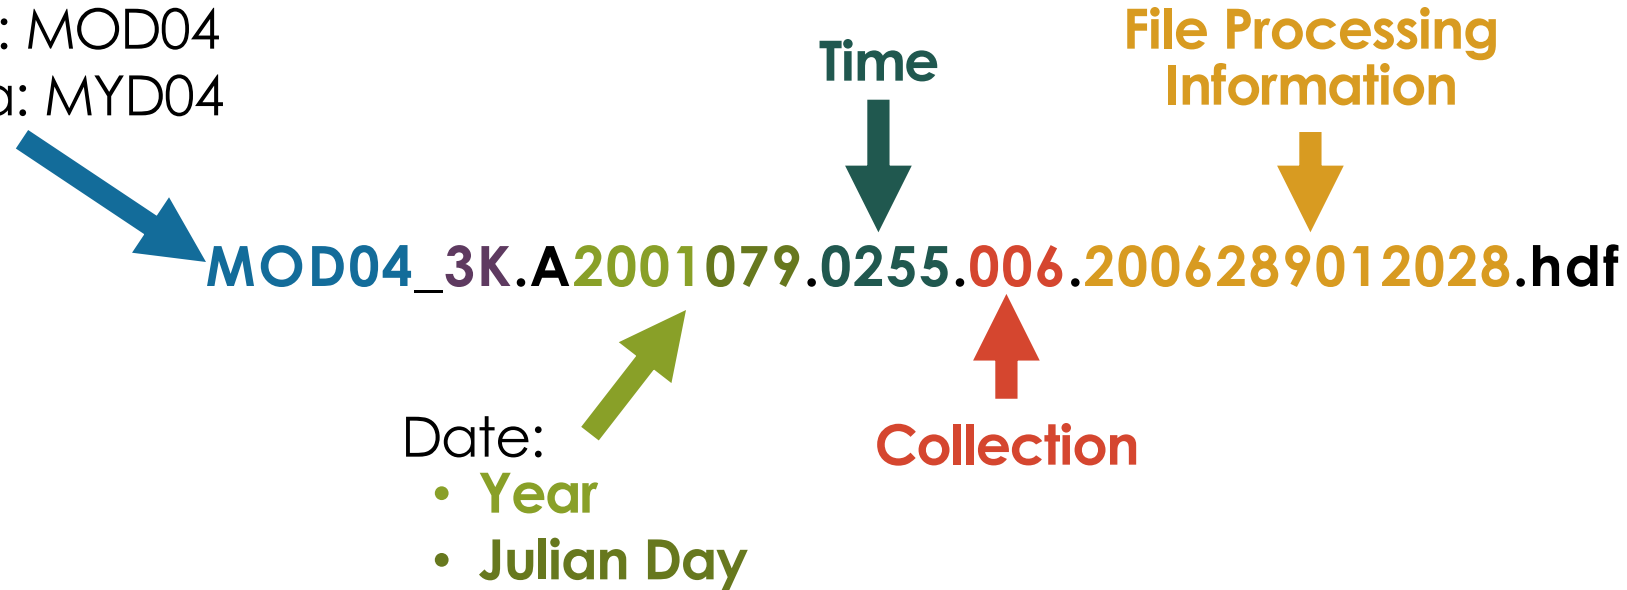 : MOD04
a: MYD04
Time
File Processing
Information
MOD04_3K.A2001079.0255.006.2006289012028.hdf
Date:
• Year
• Julian Day
Collection